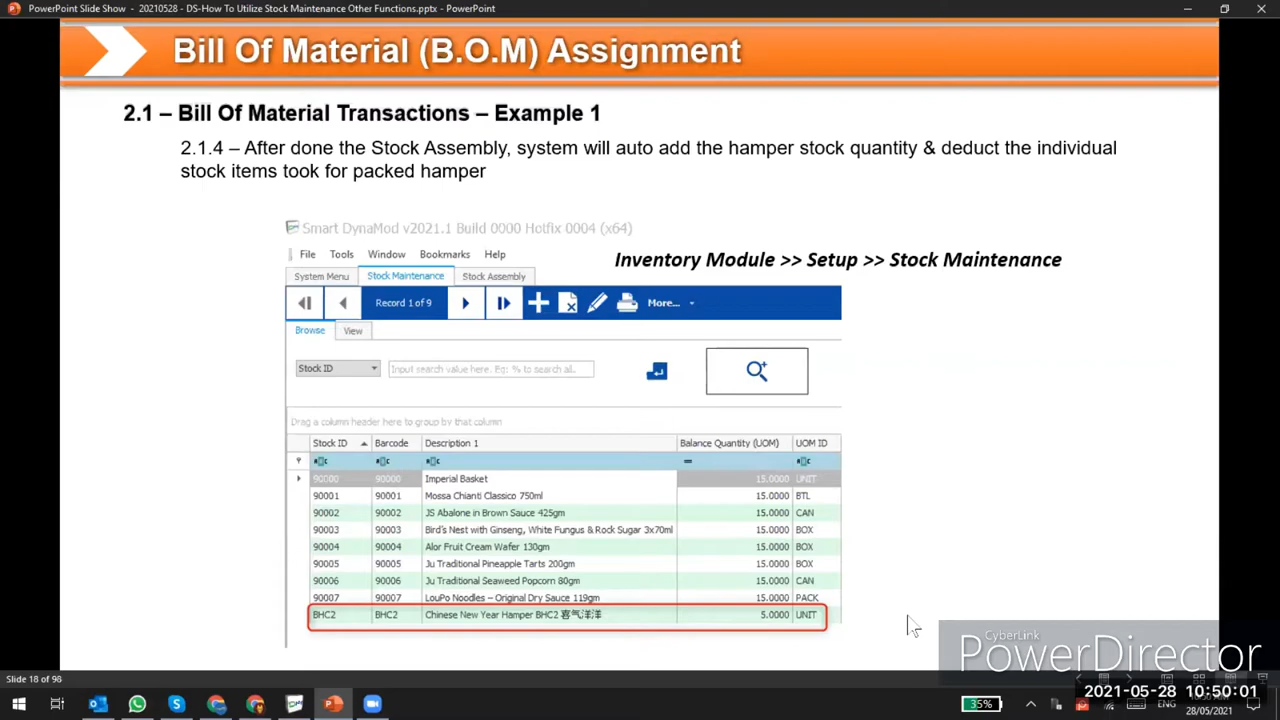 PowerPoint Slide Show - 20210528 - DS-How To Utilize Stock Maintenance Other Functions.pptx - PowerPoint
Bill Of Material (B.O.M) Assignment
2.1 – Bill Of Material Transactions – Example 1
2.1.4 – After done the Stock Assembly, system will auto add the hamper stock quantity & deduct the individual
stock items took for packed hamper
Smart DynaMod v2021.1 Build 0000 Hotfix 0004 (x64)
File Tools Window Bookmarks Help
Inventory Module >> Setup >> Stock Maintenance
System Menu Stock Maintenance Stock Assembly
Record 1 of 9 More...
Browse View
Stock ID Input search value here. Eg: % to search all.
Drag a column header here to group by that column
Stock ID Barcode Description 1 Balance Quantity (UOM) UOM ID
90000 90000 Imperial Basket 15.0000 UNIT
90001 90001 Mossa Chianti Classico 750ml 15.0000 BTL
90002 90002 JS Abalone in Brown Sauce 425gm 15.0000 CAN
90003 90003 Bird's Nest with Ginseng, White Fungus & Rock Sugar 3x70ml 15.0000 BOX
90004 90004 Alor Fruit Cream Wafer 130gm 15.0000 BOX
90005 90005 Ju Traditional Pineapple Tarts 200gm 15.0000 BOX
90006 90006 Ju Traditional Seaweed Popcorn 80gm 15.0000 CAN
90007 90007 LouPo Noodles – Original Dry Sauce 119gm 15.0000 PACK
BHC2 BHC2 Chinese New Year Hamper BHC2 喜气洋洋 5.0000 UNIT
CyberLink
PowerDirector
Slide 18 of 98
2021-05-28 10:50:01
35% ENG
28/05/2021